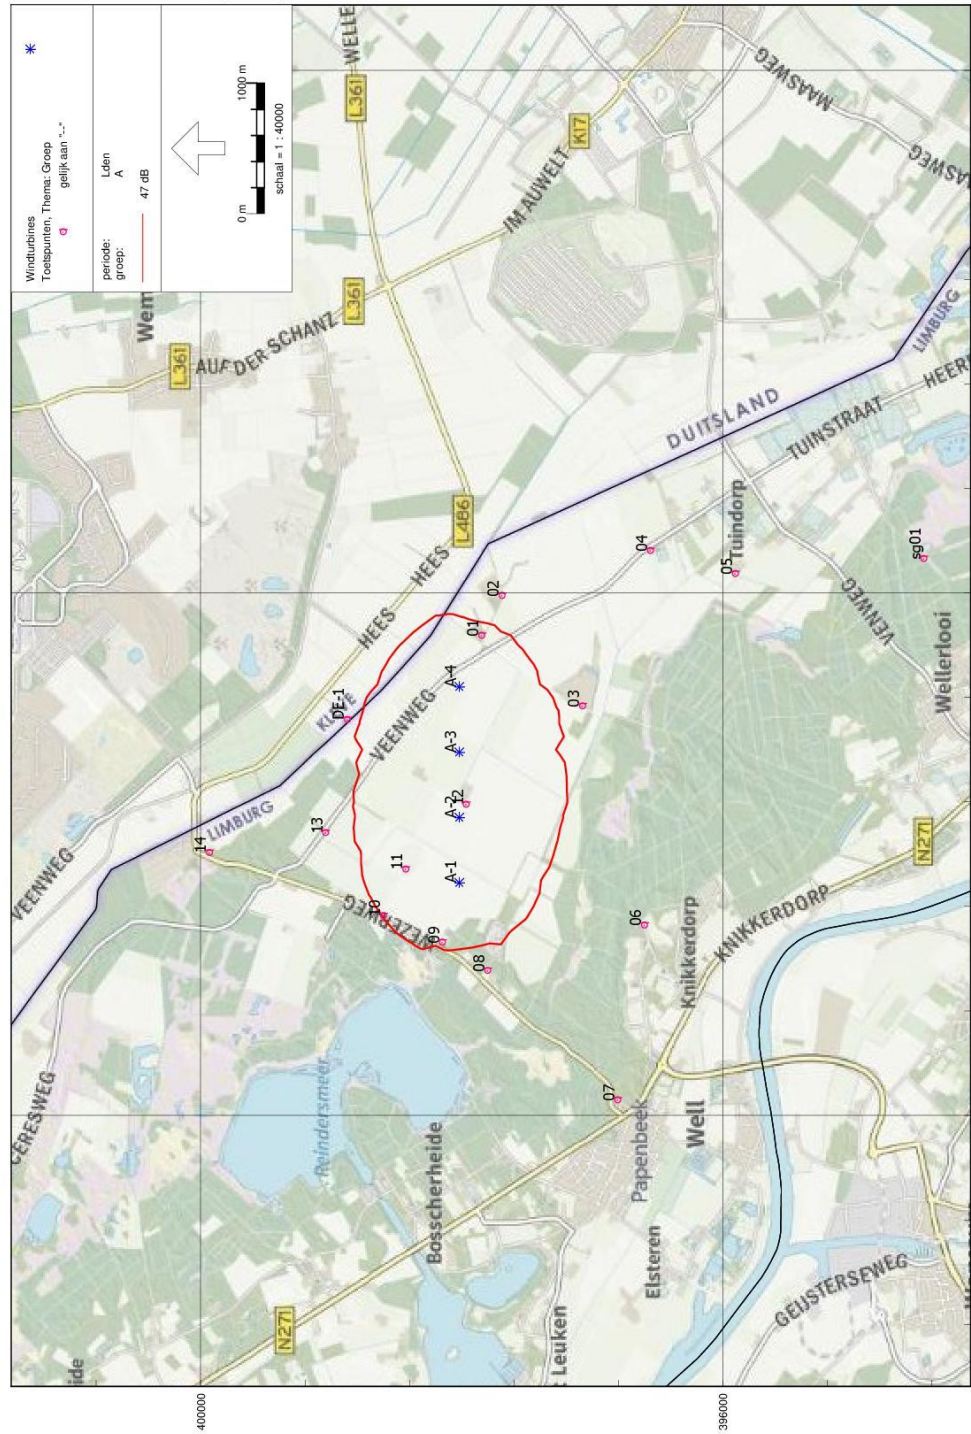 Windturbines
Toetspunten, Thema: Groep
gelijk aan "--"
periode: Lden
groep: A
47 dB
0 m 1000 m
schaal = 1 : 40000
WELLE
L361
MAASWEG
K17
MAASWEG
IM AUWELT
L361
Wem
L361
AUF DER SCHANZ
DUITSLAND
LIMBURG
TUINSTRAAT
HEER
L486
HEES
HEES
04
02
05
Tuindorp
sg01
01
VENWEG
A-4
03
Wellerlooi
DE-1
VEENWEG
A-3
A-2
12
LIMBURG
13
14
11
A-1
VEENWEG
10
WEZERWEG
09
08
06
N271
KNIKKERDORP
Knikkerdorp
CERESWEG
Reindersmeer
07
Papenbeek
Well
Bosscherheide
Elsteren
GEIJSTERSEWEG
N271
Leuken
ide
400000
396000